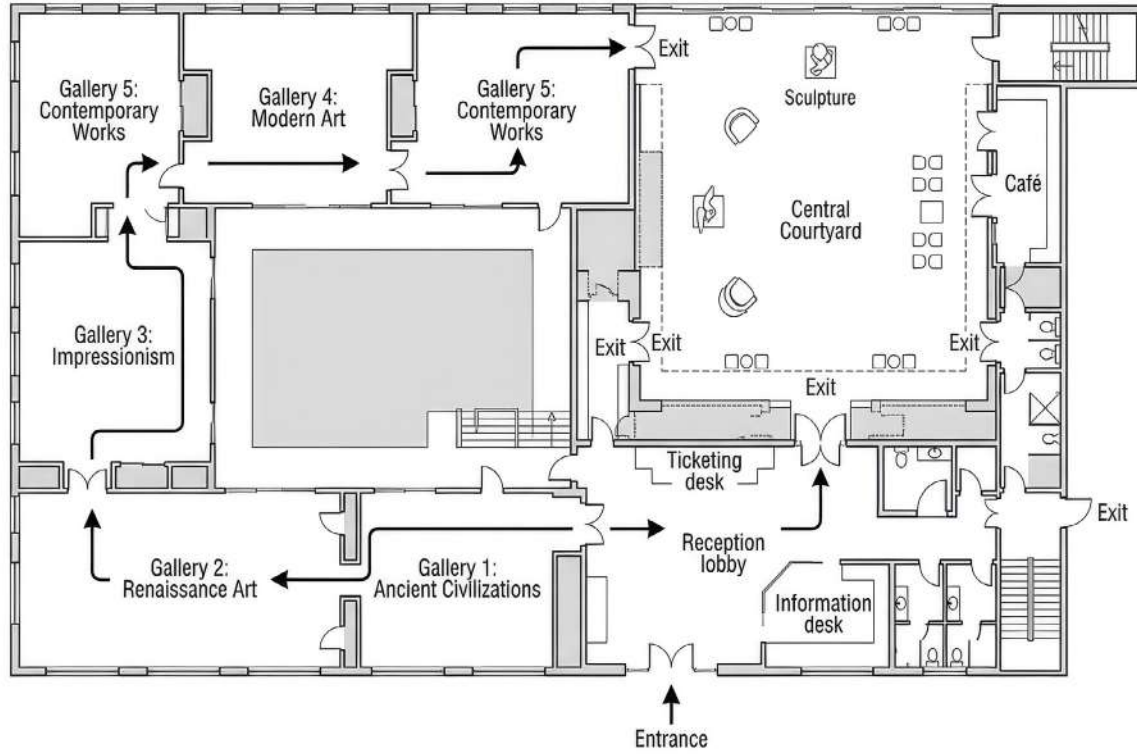 Gallery 5:
Contemporary
Works
Gallery 4:
Modern Art
Gallery 5:
Contemporary
Works
Exit
Sculpture
Café
Central
Courtyard
Gallery 3:
Impressionism
Exit
Exit
Exit
Exit
Ticketing
desk
Exit
Reception
lobby
Gallery 2:
Renaissance Art
Gallery 1:
Ancient Civilizations
Information
desk
Entrance